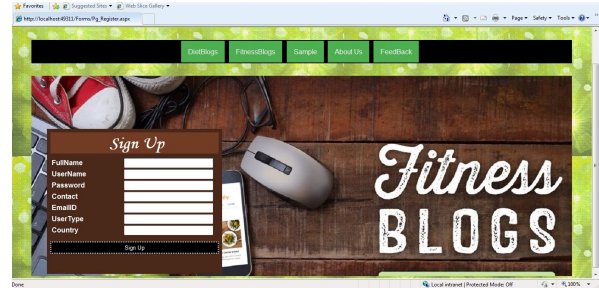 Favorites Suggested Sites Web Slice Gallery
http://localhost:49311/Forms/Pg_Register.aspx Page Safety Tools
DietBlogs FitnessBlogs Sample About Us FeedBack
Sign Up
FullName
UserName
Password
Contact
EmailID
UserType
Country
Sign Up
Fitness
BLOGS
Done Local intranet | Protected Mode: Off 100%